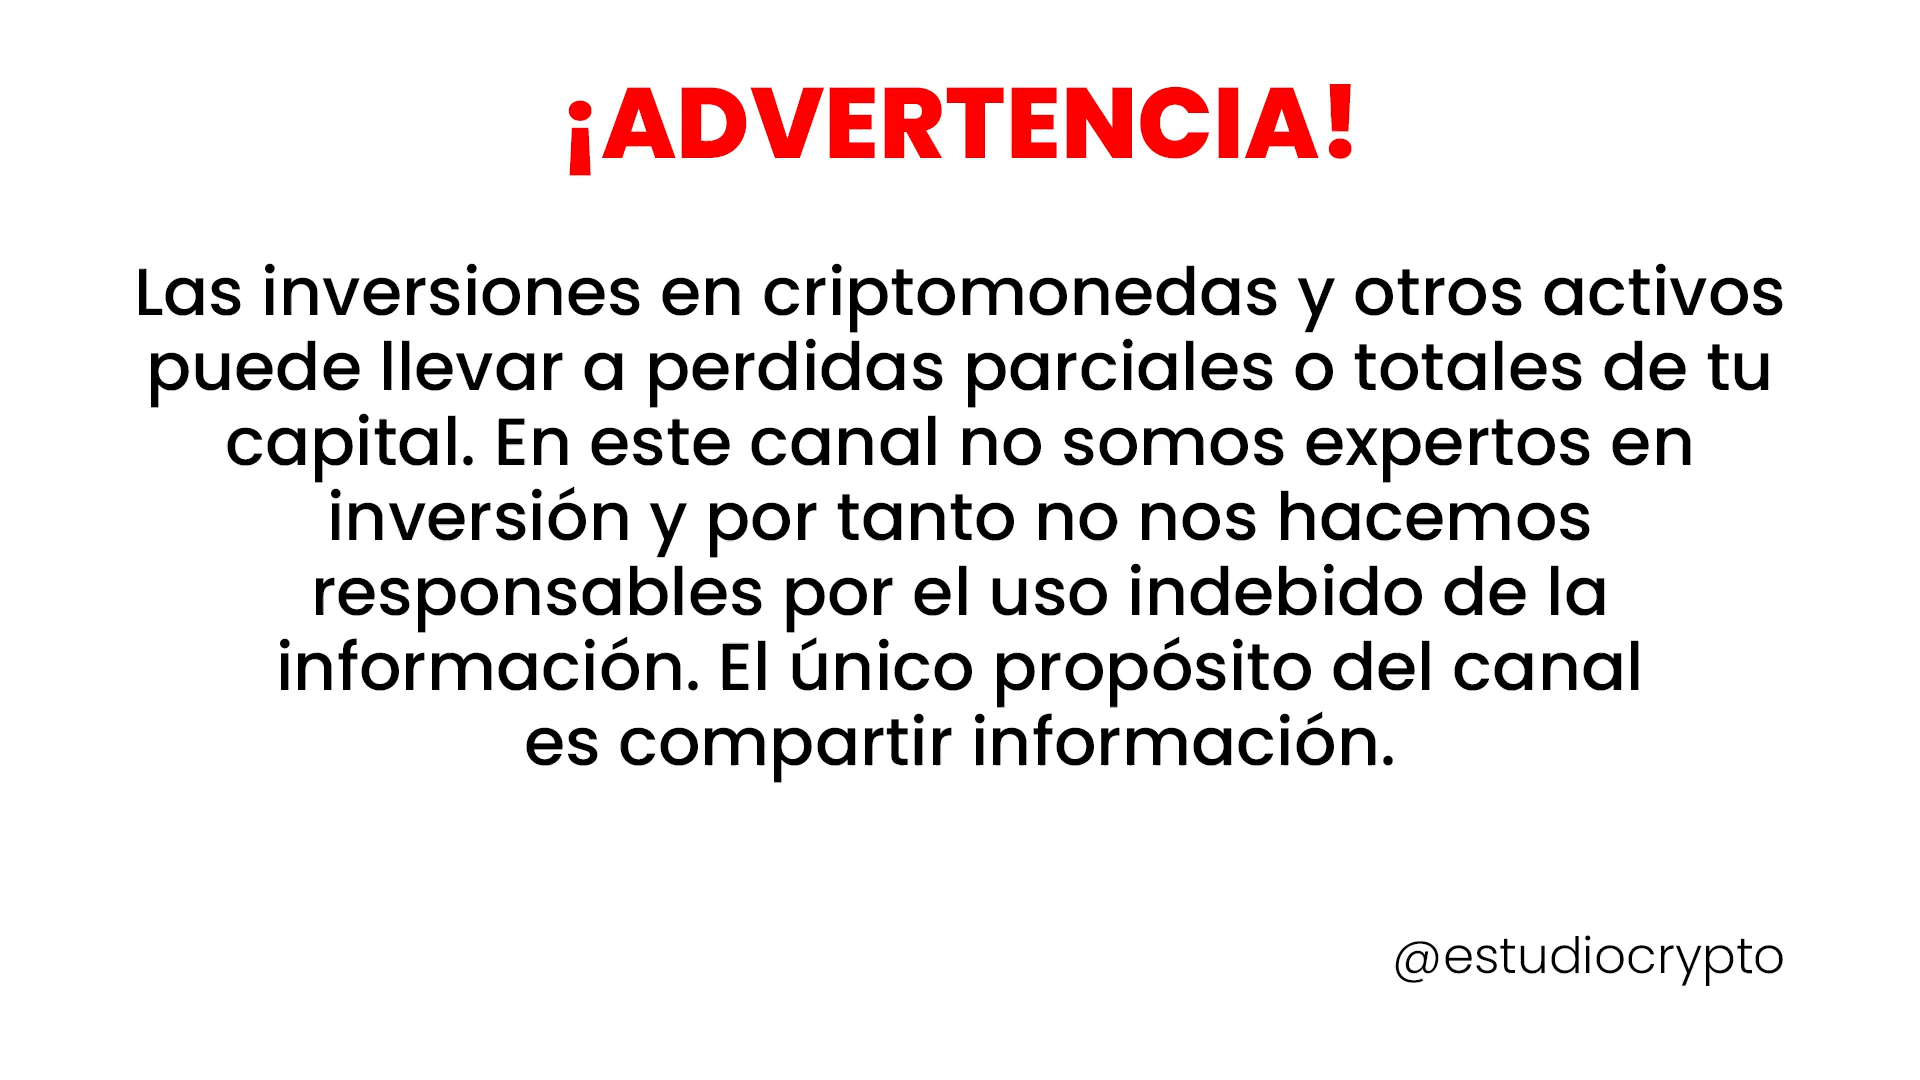 ¡ADVERTENCIA!
Las inversiones en criptomonedas y otros activos
puede llevar a perdidas parciales o totales de tu
capital. En este canal no somos expertos en
inversión y por tanto no nos hacemos
responsables por el uso indebido de la
información. El único propósito del canal
es compartir información.
@estudiocrypto